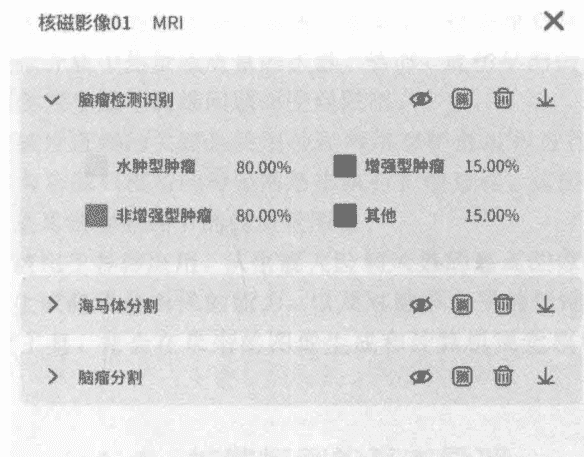 核磁影像01 MRI
脑瘤检测识别
水肿型肿瘤 80.00% 增强型肿瘤 15.00%
非增强型肿瘤 80.00% 其他 15.00%
海马体分割
脑瘤分割